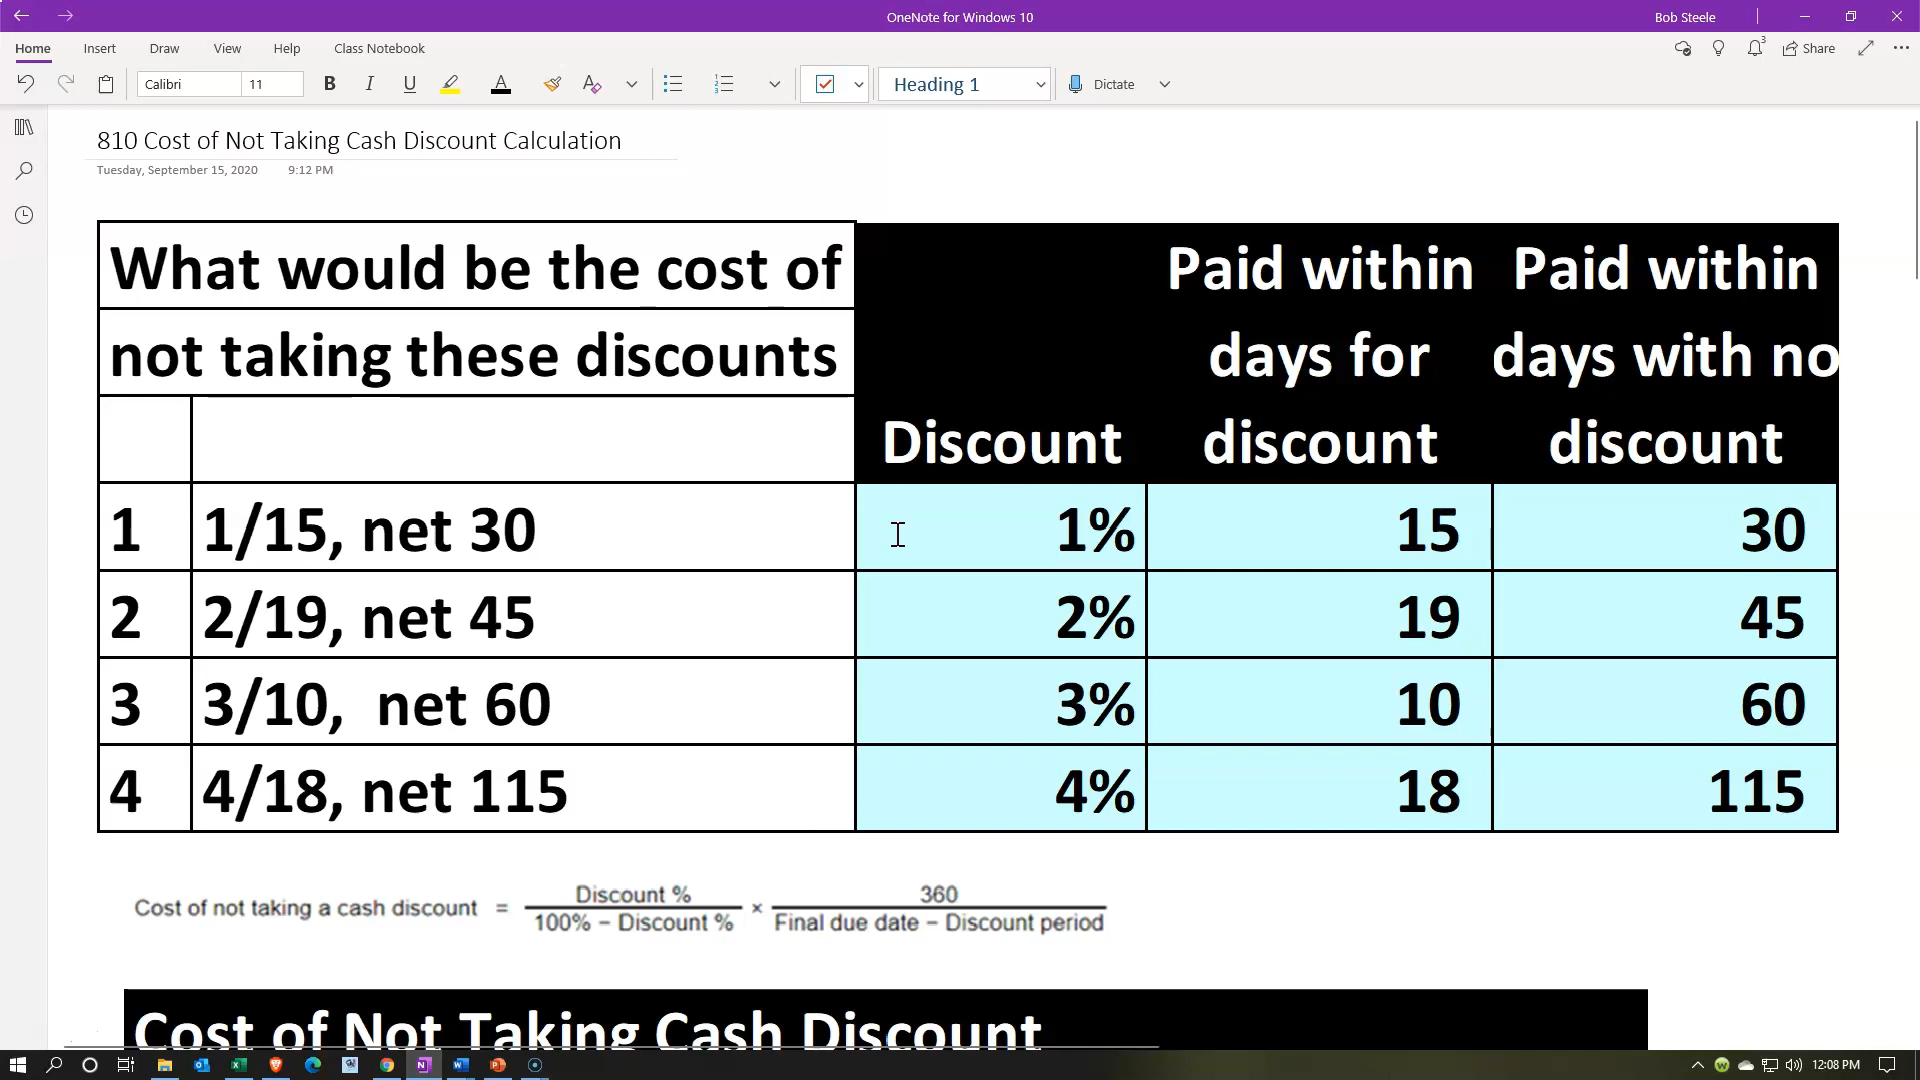 OneNote for Windows 10
Bob Steele
Home Insert Draw View Help Class Notebook
3
Share
Calibri 11 B I U A A Heading 1 Dictate
810 Cost of Not Taking Cash Discount Calculation
Tuesday, September 15, 2020 9:12 PM
What would be the cost of
not taking these discounts
Discount
Paid within
days for
discount
Paid within
days with no
discount
1 1/15, net 30 1% 15 30
2 2/19, net 45 2% 19 45
3 3/10, net 60 3% 10 60
4 4/18, net 115 4% 18 115
Cost of not taking a cash discount = Discount % / 100% − Discount % × 360 / Final due date − Discount period
Cost of Not Taking Cash Discount
12:08 PM